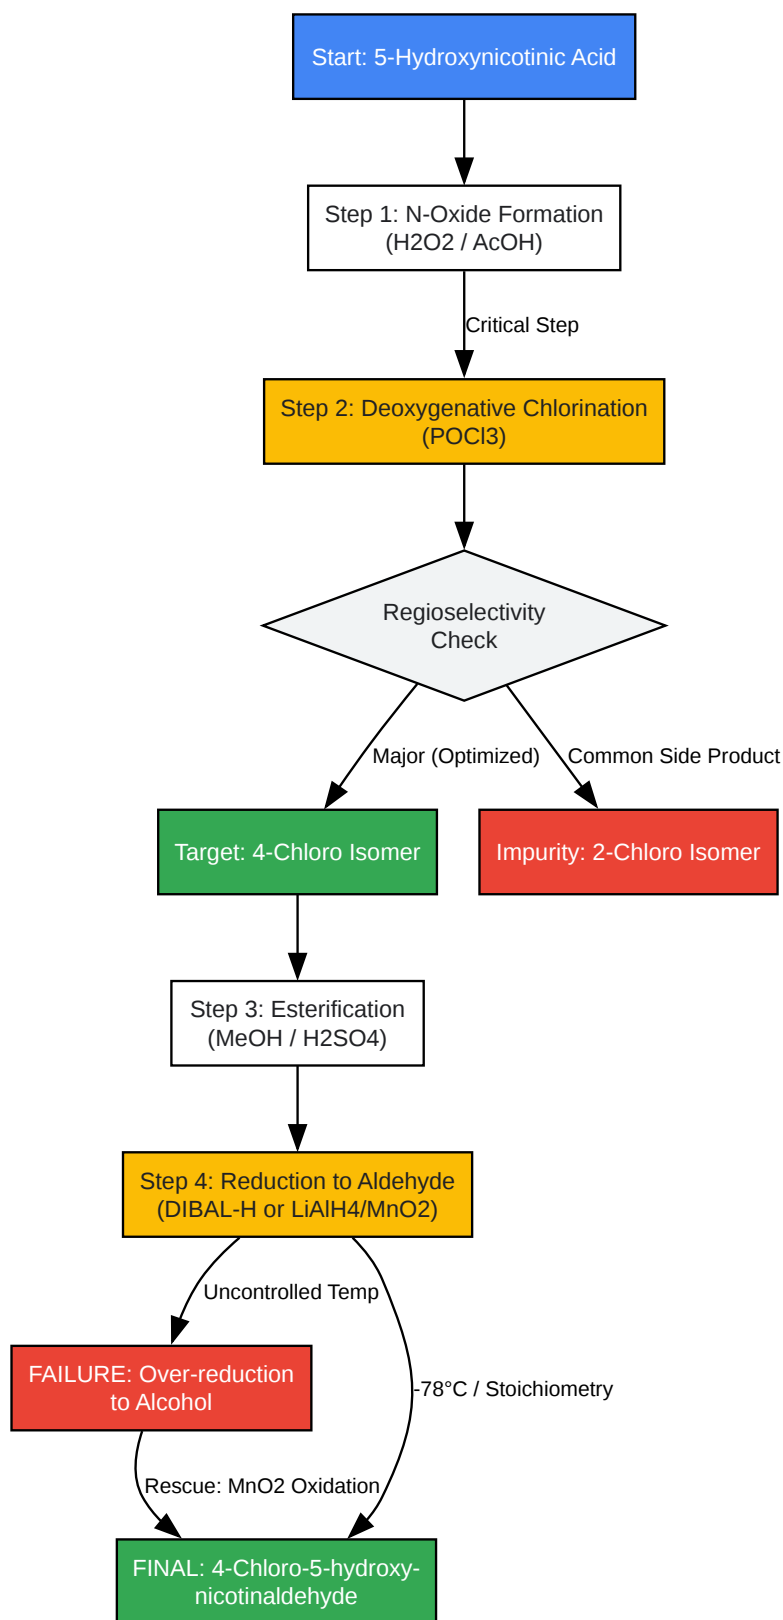 Start: 5-Hydroxynicotinic Acid
Step 1: N-Oxide Formation
(H2O2 / AcOH)
Critical Step
Step 2: Deoxygenative Chlorination
(POCl3)
Regioselectivity
Check
Major (Optimized)
Common Side Product
Target: 4-Chloro Isomer
Impurity: 2-Chloro Isomer
Step 3: Esterification
(MeOH / H2SO4)
Step 4: Reduction to Aldehyde
(DIBAL-H or LiAlH4/MnO2)
Uncontrolled Temp
FAILURE: Over-reduction
to Alcohol
-78°C / Stoichiometry
Rescue: MnO2 Oxidation
FINAL: 4-Chloro-5-hydroxy-
nicotinaldehyde